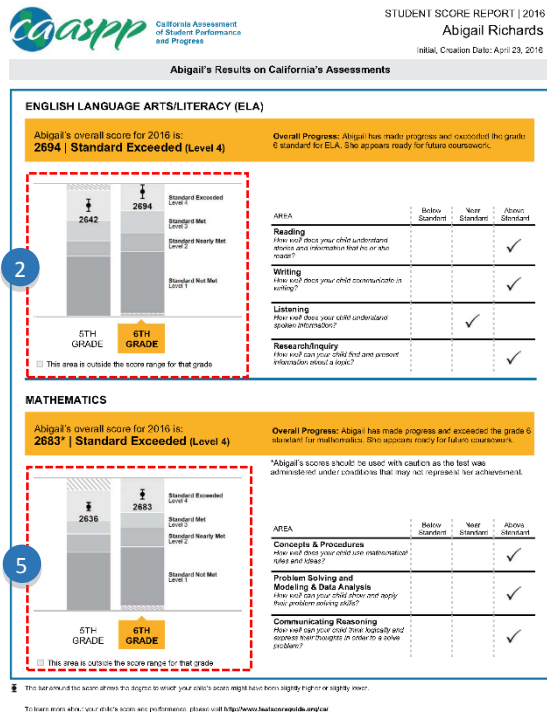 caaspp
California Assessment
of Student Performance
and Progress
STUDENT SCORE REPORT | 2016
Abigail Richards
Initial, Creation Date: April 23, 2016
Abigail's Results on California's Assessments
ENGLISH LANGUAGE ARTS/LITERACY (ELA)
Abigail's overall score for 2016 is:
2694 | Standard Exceeded (Level 4)
Overall Progress: Abigail has made progress and exceeded the grade
6 standard for ELA. She appears ready for future coursework.
2642
2694
Standard Exceeded
Level 4
Standard Met
Level 3
Standard Nearly Met
Level 2
Standard Not Met
Level 1
2
5TH
GRADE
6TH
GRADE
This area is outside the score range for that grade
AREA
Below
Standard
Near
Standard
Above
Standard
Reading
How well does your child understand
stories and information that he or she
reads?
Writing
How well does your child communicate in
writing?
Listening
How well does your child understand
spoken information?
Research/Inquiry
How well can your child find and present
information about a topic?
MATHEMATICS
Abigail's overall score for 2016 is:
2683* | Standard Exceeded (Level 4)
Overall Progress: Abigail has made progress and exceeded the grade 6
standard for mathematics. She appears ready for future coursework.
*Abigail's scores should be used with caution as the test was
administered under conditions that may not represent her achievement.
2636
2683
Standard Exceeded
Level 4
Standard Met
Level 3
Standard Nearly Met
Level 2
Standard Not Met
Level 1
5
5TH
GRADE
6TH
GRADE
This area is outside the score range for that grade
AREA
Below
Standard
Near
Standard
Above
Standard
Concepts & Procedures
How well does your child use mathematical
rules and ideas?
Problem Solving and
Modeling & Data Analysis
How well can your child show and apply
their problem solving skills?
Communicating Reasoning
How well can your child think logically and
express their thoughts in order to a solve
problem?
The bar around the score shows the degree to which your child's score might have been slightly higher or slightly lower.
To learn more about your child's score and performance, please visit http://www.testscoreguide.org/ca/